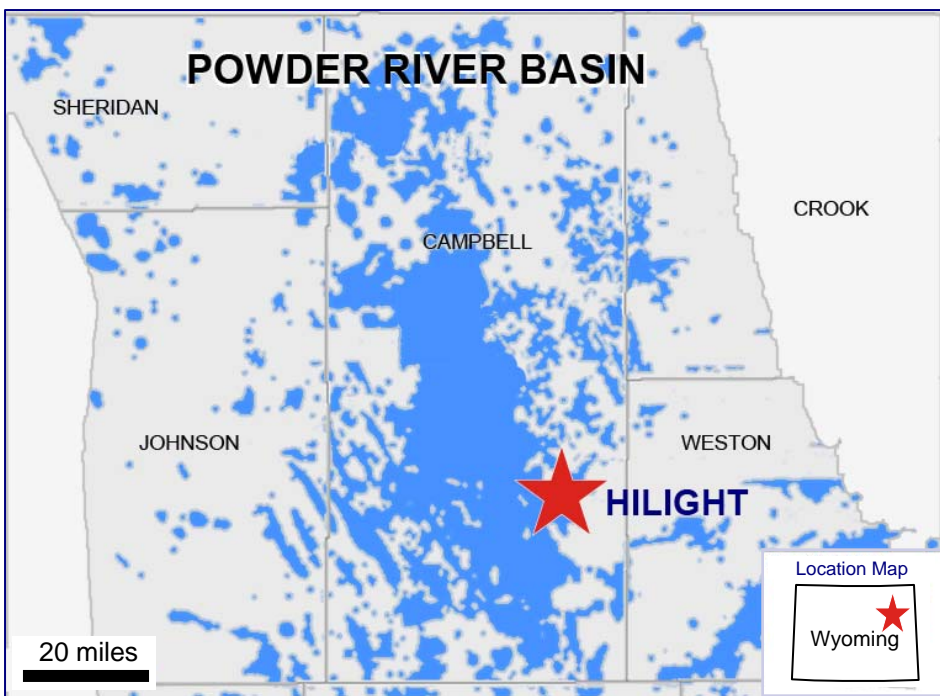 POWDER RIVER BASIN
SHERIDAN
CROOK
CAMPBELL
JOHNSON
WESTON
HILIGHT
Location Map
Wyoming
20 miles